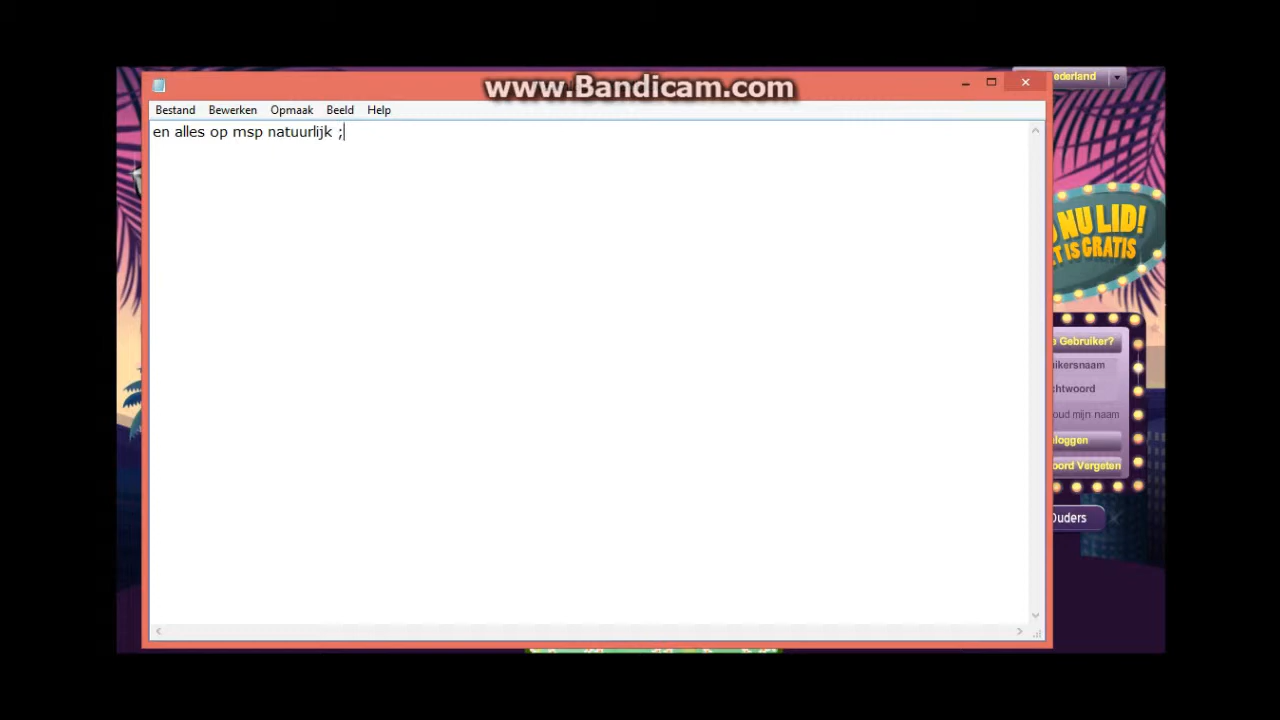 www.Bandicam.com
ederland
Bestand Bewerken Opmaak Beeld Help
en alles op msp natuurlijk ;
NU LID!
T IS GRATIS
e Gebruiker?
ikersnaam
htwoord
oud mijn naam
loggen
oord Vergeten
Ouders